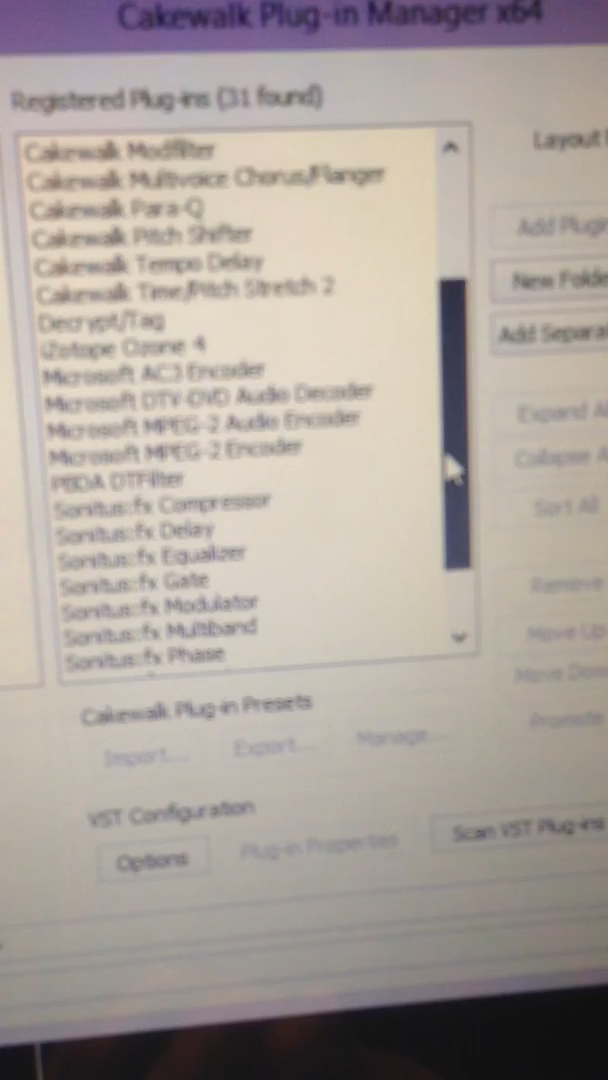 Cakewalk Plug-in Manager x64
Registered Plug-ins (31 found)
Cakewalk Modfilter
Cakewalk Multivoice Chorus/Flanger
Cakewalk Para-Q
Cakewalk Pitch Shifter
Cakewalk Tempo Delay
Cakewalk Time/Pitch Stretch 2
Decrypt/Tag
iZotope Ozone 4
Microsoft AC3 Encoder
Microsoft DTV-DVD Audio Decoder
Microsoft MPEG-2 Audio Encoder
Microsoft MPEG-2 Encoder
PBDA DTFilter
Sonitus:fx Compressor
Sonitus:fx Delay
Sonitus:fx Equalizer
Sonitus:fx Gate
Sonitus:fx Modulator
Sonitus:fx Multiband
Sonitus:fx Phase
Layout
Add Plugi
New Folde
Add Separa
Expand A
Collapse A
Sort All
Remove
Move Up
Move Dow
Promote
Cakewalk Plug-in Presets
Import...
Export...
Manage...
VST Configuration
Options
Plug-in Properties
Scan VST Plug-ins